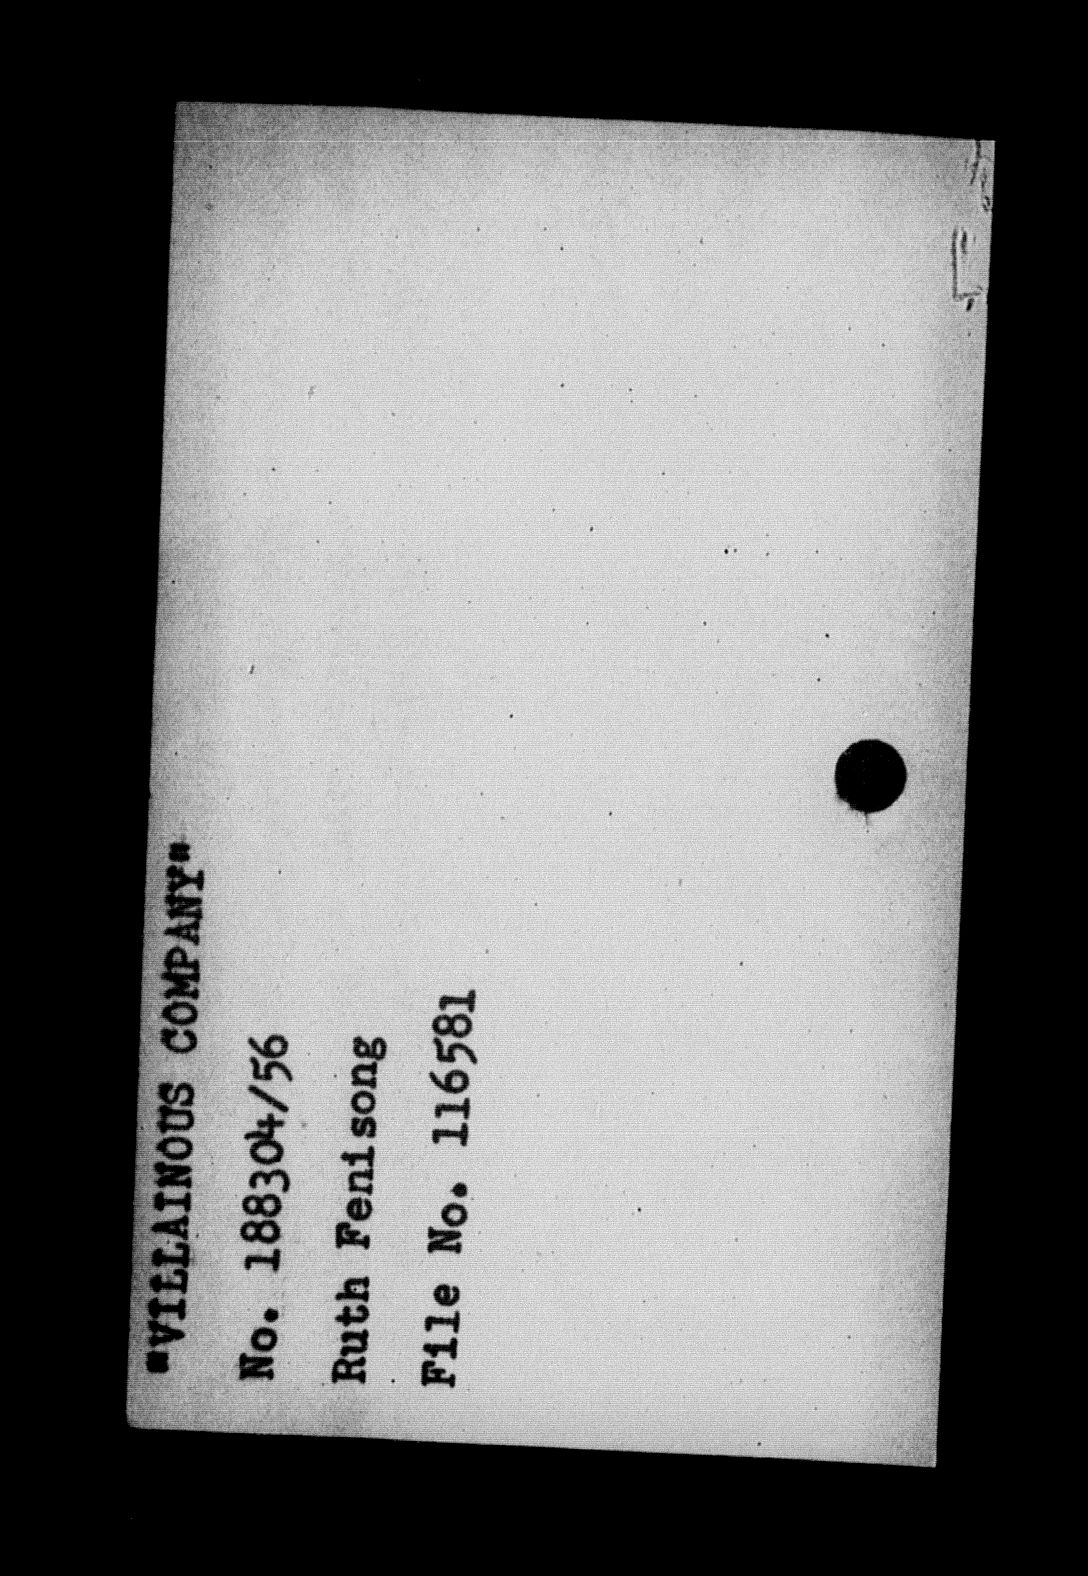 "VILLAINOUS COMPANY"
No. 188304/56
Ruth Fenisong
File No. 116581